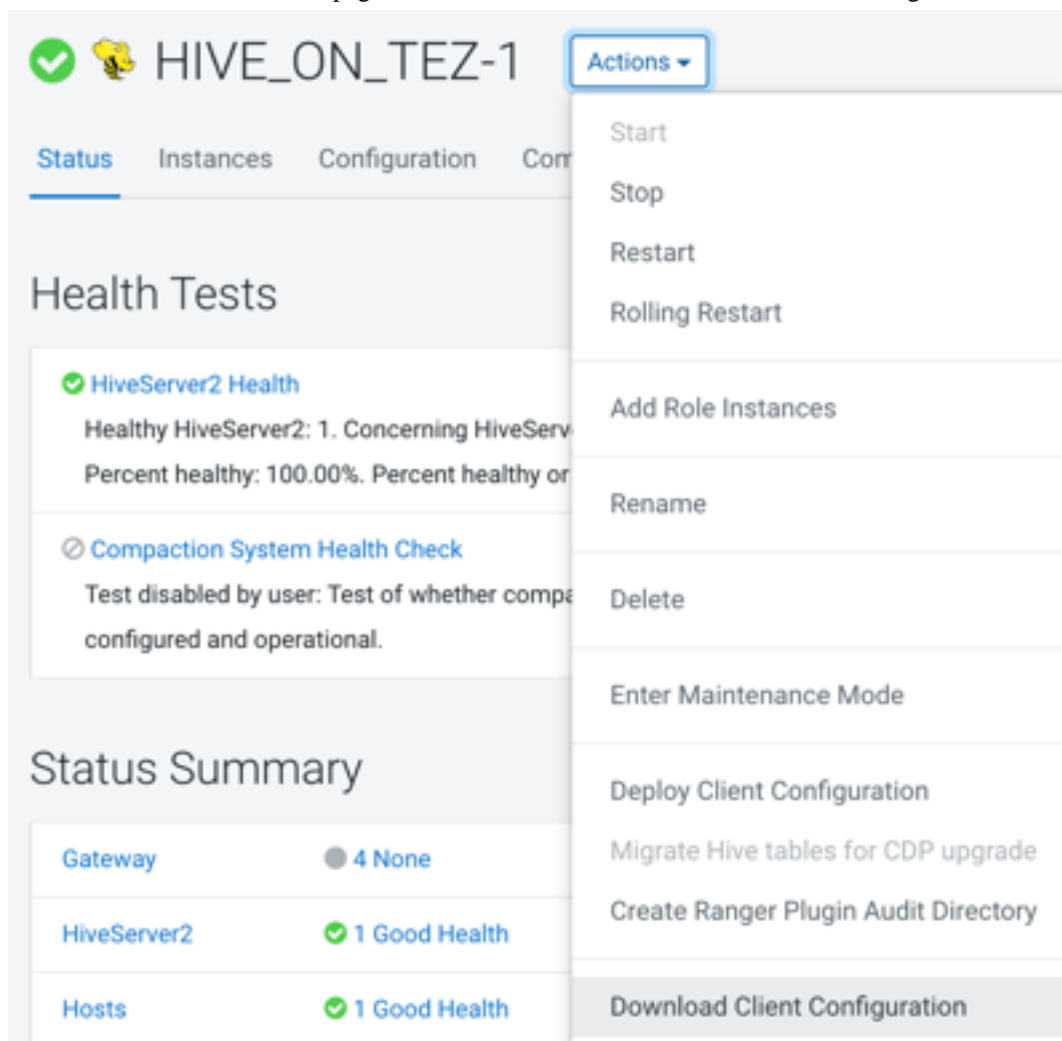 HIVE_ON_TEZ-1 Actions
Status Instances Configuration
Health Tests
HiveServer2 Health
Healthy HiveServer2: 1. Concerning HiveServ
Percent healthy: 100.00%. Percent healthy or
Compaction System Health Check
Test disabled by user: Test of whether compa
configured and operational.
Status Summary
Gateway 4 None
HiveServer2 1 Good Health
Hosts 1 Good Health
Start
Stop
Restart
Rolling Restart
Add Role Instances
Rename
Delete
Enter Maintenance Mode
Deploy Client Configuration
Migrate Hive tables for CDP upgrade
Create Ranger Plugin Audit Directory
Download Client Configuration